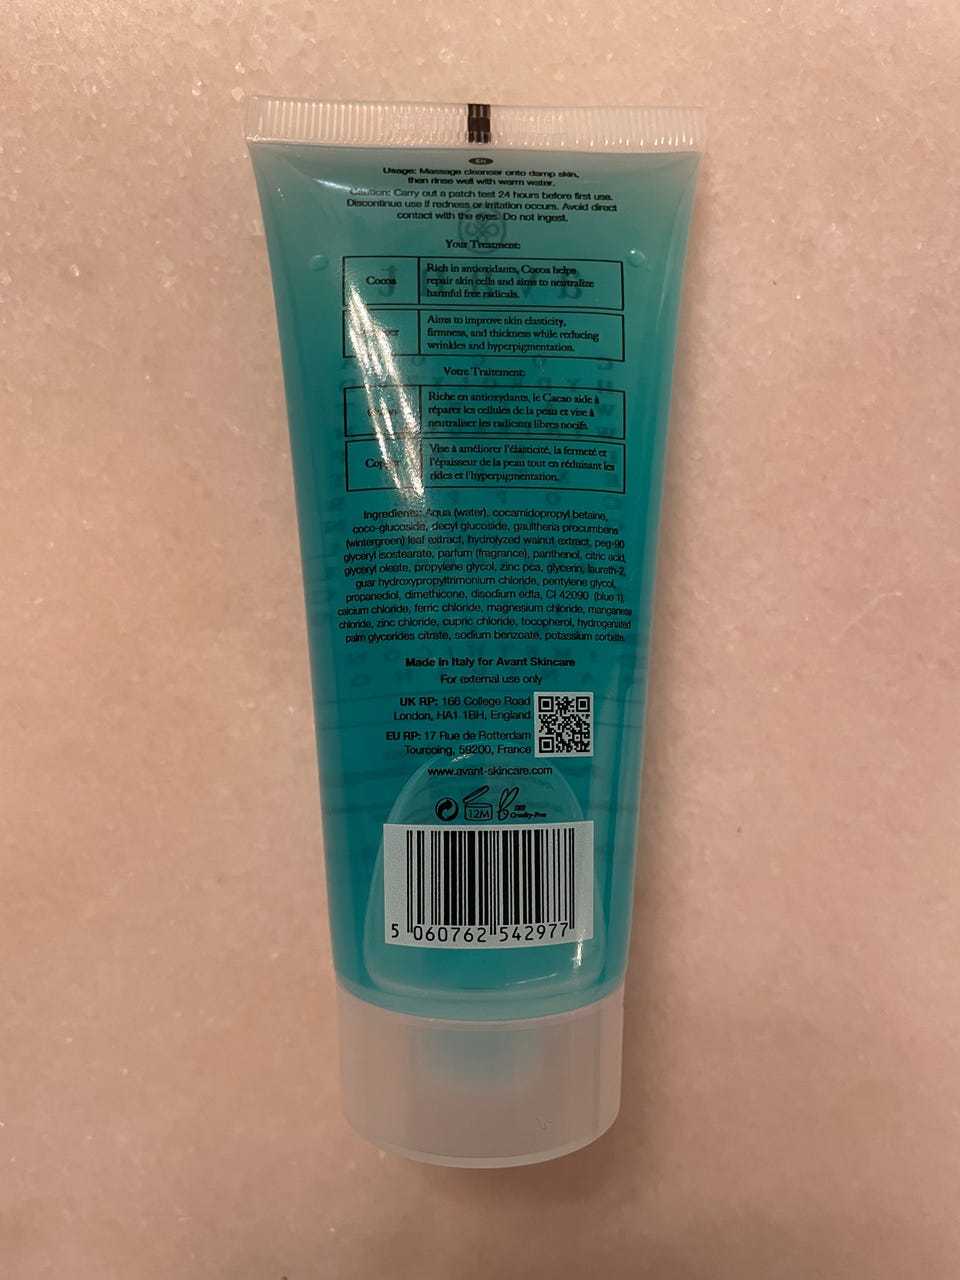 EN
Usage: Massage cleanser onto damp skin,
then rinse well with warm water.
Caution: Carry out a patch test 24 hours before first use.
Discontinue use if redness or irritation occurs. Avoid direct
contact with the eyes. Do not ingest.
Your Treatment:
Cocoa
Rich in antioxidants, Cocoa helps
repair skin cells and aims to neutralize
harmful free radicals.
Aims to improve skin elasticity,
firmness, and thickness while reducing
wrinkles and hyperpigmentation.
Votre Traitement:
Riche en antioxydants, le Cacao aide à
réparer les cellules de la peau et vise à
neutraliser les radicaux libres nocifs.
Vise à améliorer l'élasticité, la fermeté et
l'épaisseur de la peau tout en réduisant les
rides et l'hyperpigmentation.
Ingredients: Aqua (water), cocamidopropyl betaine,
coco-glucoside, decyl glucoside, gaultheria procumbens
(wintergreen) leaf extract, hydrolyzed walnut extract, peg-90
glyceryl isostearate, parfum (fragrance), panthenol, citric acid,
glyceryl oleate, propylene glycol, zinc pca, glycerin, laureth-2,
guar hydroxypropyltrimonium chloride, pentylene glycol,
propanediol, dimethicone, disodium edta, CI 42090 (blue 1),
calcium chloride, ferric chloride, magnesium chloride, manganese
chloride, zinc chloride, cupric chloride, tocopherol, hydrogenated
palm glycerides citrate, sodium benzoate, potassium sorbate.
Made in Italy for Avant Skincare
For external use only
UK RP: 166 College Road
London, HA1 1BH, England
EU RP: 17 Rue de Rotterdam
Tourcoing, 59200, France
www.avant-skincare.com
12M
Cruelty-Free
5 060762 542977